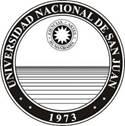 UNIVERSIDAD NACIONAL DE SAN JUAN
1973